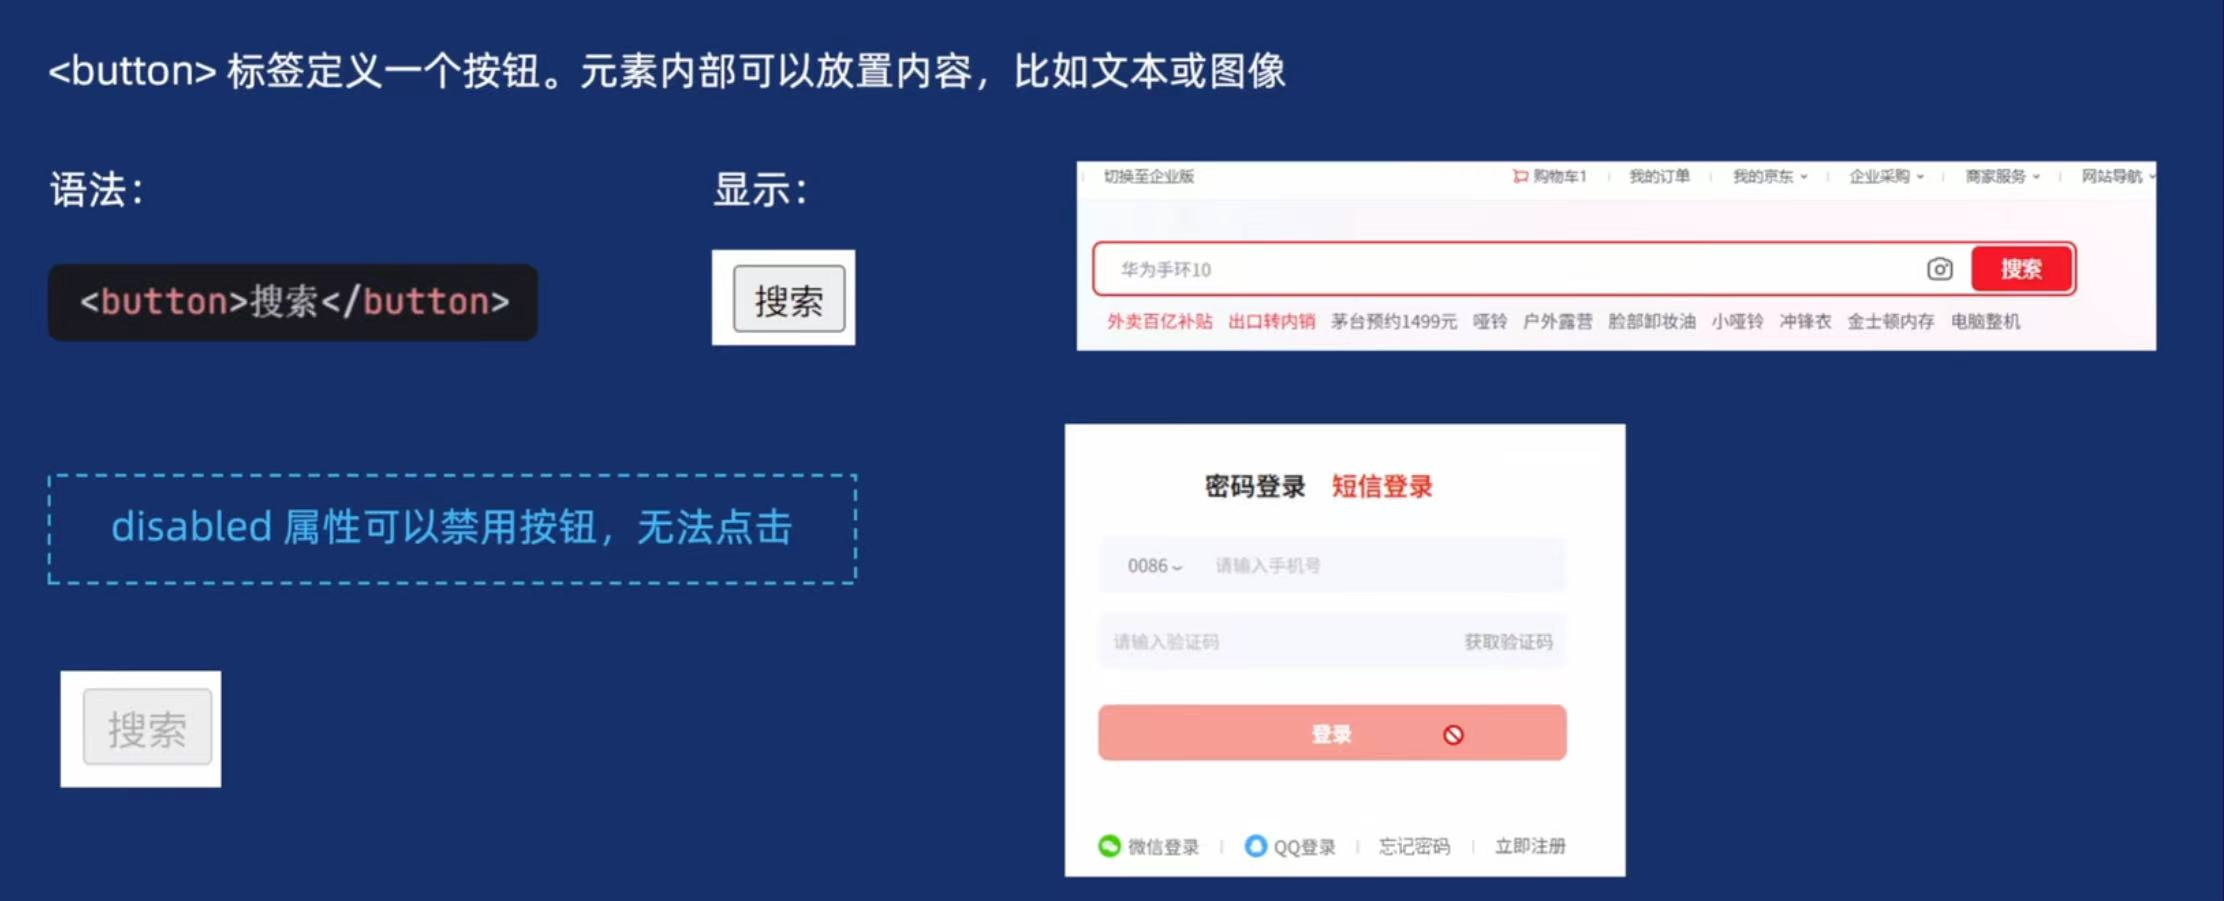 <button> 标签定义一个按钮。元素内部可以放置内容，比如文本或图像
语法：
显示：
<button>搜索</button>
搜索
切换至企业版 购物车1 我的订单 我的京东 企业采购 商家服务 网站导航
华为手环10 搜索
外卖百亿补贴 出口转内销 茅台预约1499元 哑铃 户外露营 脸部卸妆油 小哑铃 冲锋衣 金士顿内存 电脑整机
disabled 属性可以禁用按钮，无法点击
搜索
密码登录 短信登录
0086 请输入手机号
请输入验证码 获取验证码
登录
微信登录 QQ登录 忘记密码 立即注册